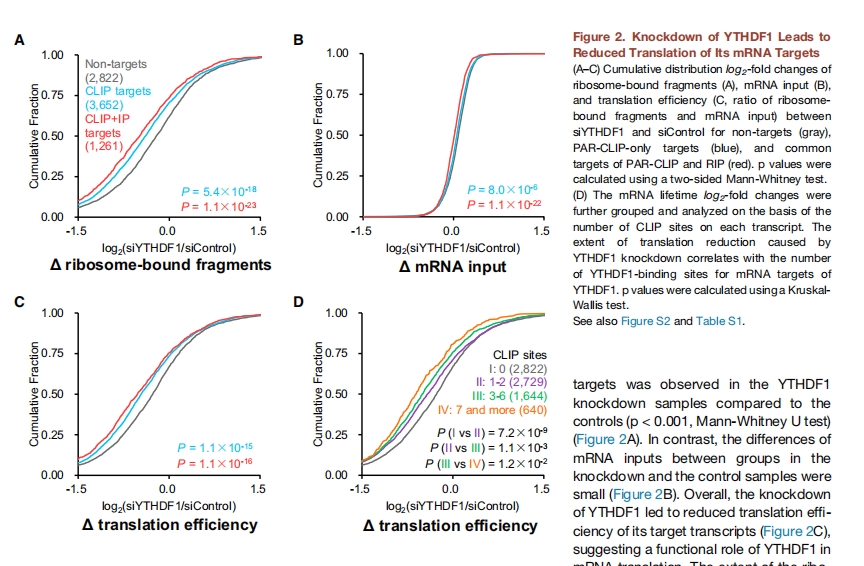 A
1.00
0.75
0.50
0.25
0.00
Cumulative Fraction
Non-targets
(2,822)
CLIP targets
(3,652)
CLIP+IP
targets
(1,261)
P = 5.4×10-18
P = 1.1×10-23
-1.5 0.0 1.5
log2(siYTHDF1/siControl)
Δ ribosome-bound fragments
B
1.00
0.75
0.50
0.25
0.00
Cumulative Fraction
P = 8.0×10-6
P = 1.1×10-22
-1.5 0.0 1.5
log2(siYTHDF1/siControl)
Δ mRNA input
C
1.00
0.75
0.50
0.25
0.00
Cumulative Fraction
P = 1.1×10-15
P = 1.1×10-16
-1.5 0.0 1.5
log2(siYTHDF1/siControl)
Δ translation efficiency
D
1.00
0.75
0.50
0.25
0.00
Cumulative Fraction
CLIP sites
I: 0 (2,822)
II: 1-2 (2,729)
III: 3-6 (1,644)
IV: 7 and more (640)
P (I vs II) = 7.2×10-9
P (II vs III) = 1.1×10-3
P (III vs IV) = 1.2×10-2
-1.5 0.0 1.5
log2(siYTHDF1/siControl)
Δ translation efficiency
Figure 2. Knockdown of YTHDF1 Leads to
Reduced Translation of Its mRNA Targets
(A–C) Cumulative distribution log2-fold changes of
ribosome-bound fragments (A), mRNA input (B),
and translation efficiency (C, ratio of ribosome-
bound fragments and mRNA input) between
siYTHDF1 and siControl for non-targets (gray),
PAR-CLIP-only targets (blue), and common
targets of PAR-CLIP and RIP (red). p values were
calculated using a two-sided Mann-Whitney test.
(D) The mRNA lifetime log2-fold changes were
further grouped and analyzed on the basis of the
number of CLIP sites on each transcript. The
extent of translation reduction caused by
YTHDF1 knockdown correlates with the number
of YTHDF1-binding sites for mRNA targets of
YTHDF1. p values were calculated using a Kruskal-
Wallis test.
See also Figure S2 and Table S1.
targets was observed in the YTHDF1
knockdown samples compared to the
controls (p < 0.001, Mann-Whitney U test)
(Figure 2A). In contrast, the differences of
mRNA inputs between groups in the
knockdown and the control samples were
small (Figure 2B). Overall, the knockdown
of YTHDF1 led to reduced translation effi-
ciency of its target transcripts (Figure 2C),
suggesting a functional role of YTHDF1 in
mRNA translation. The extent of the ribo-